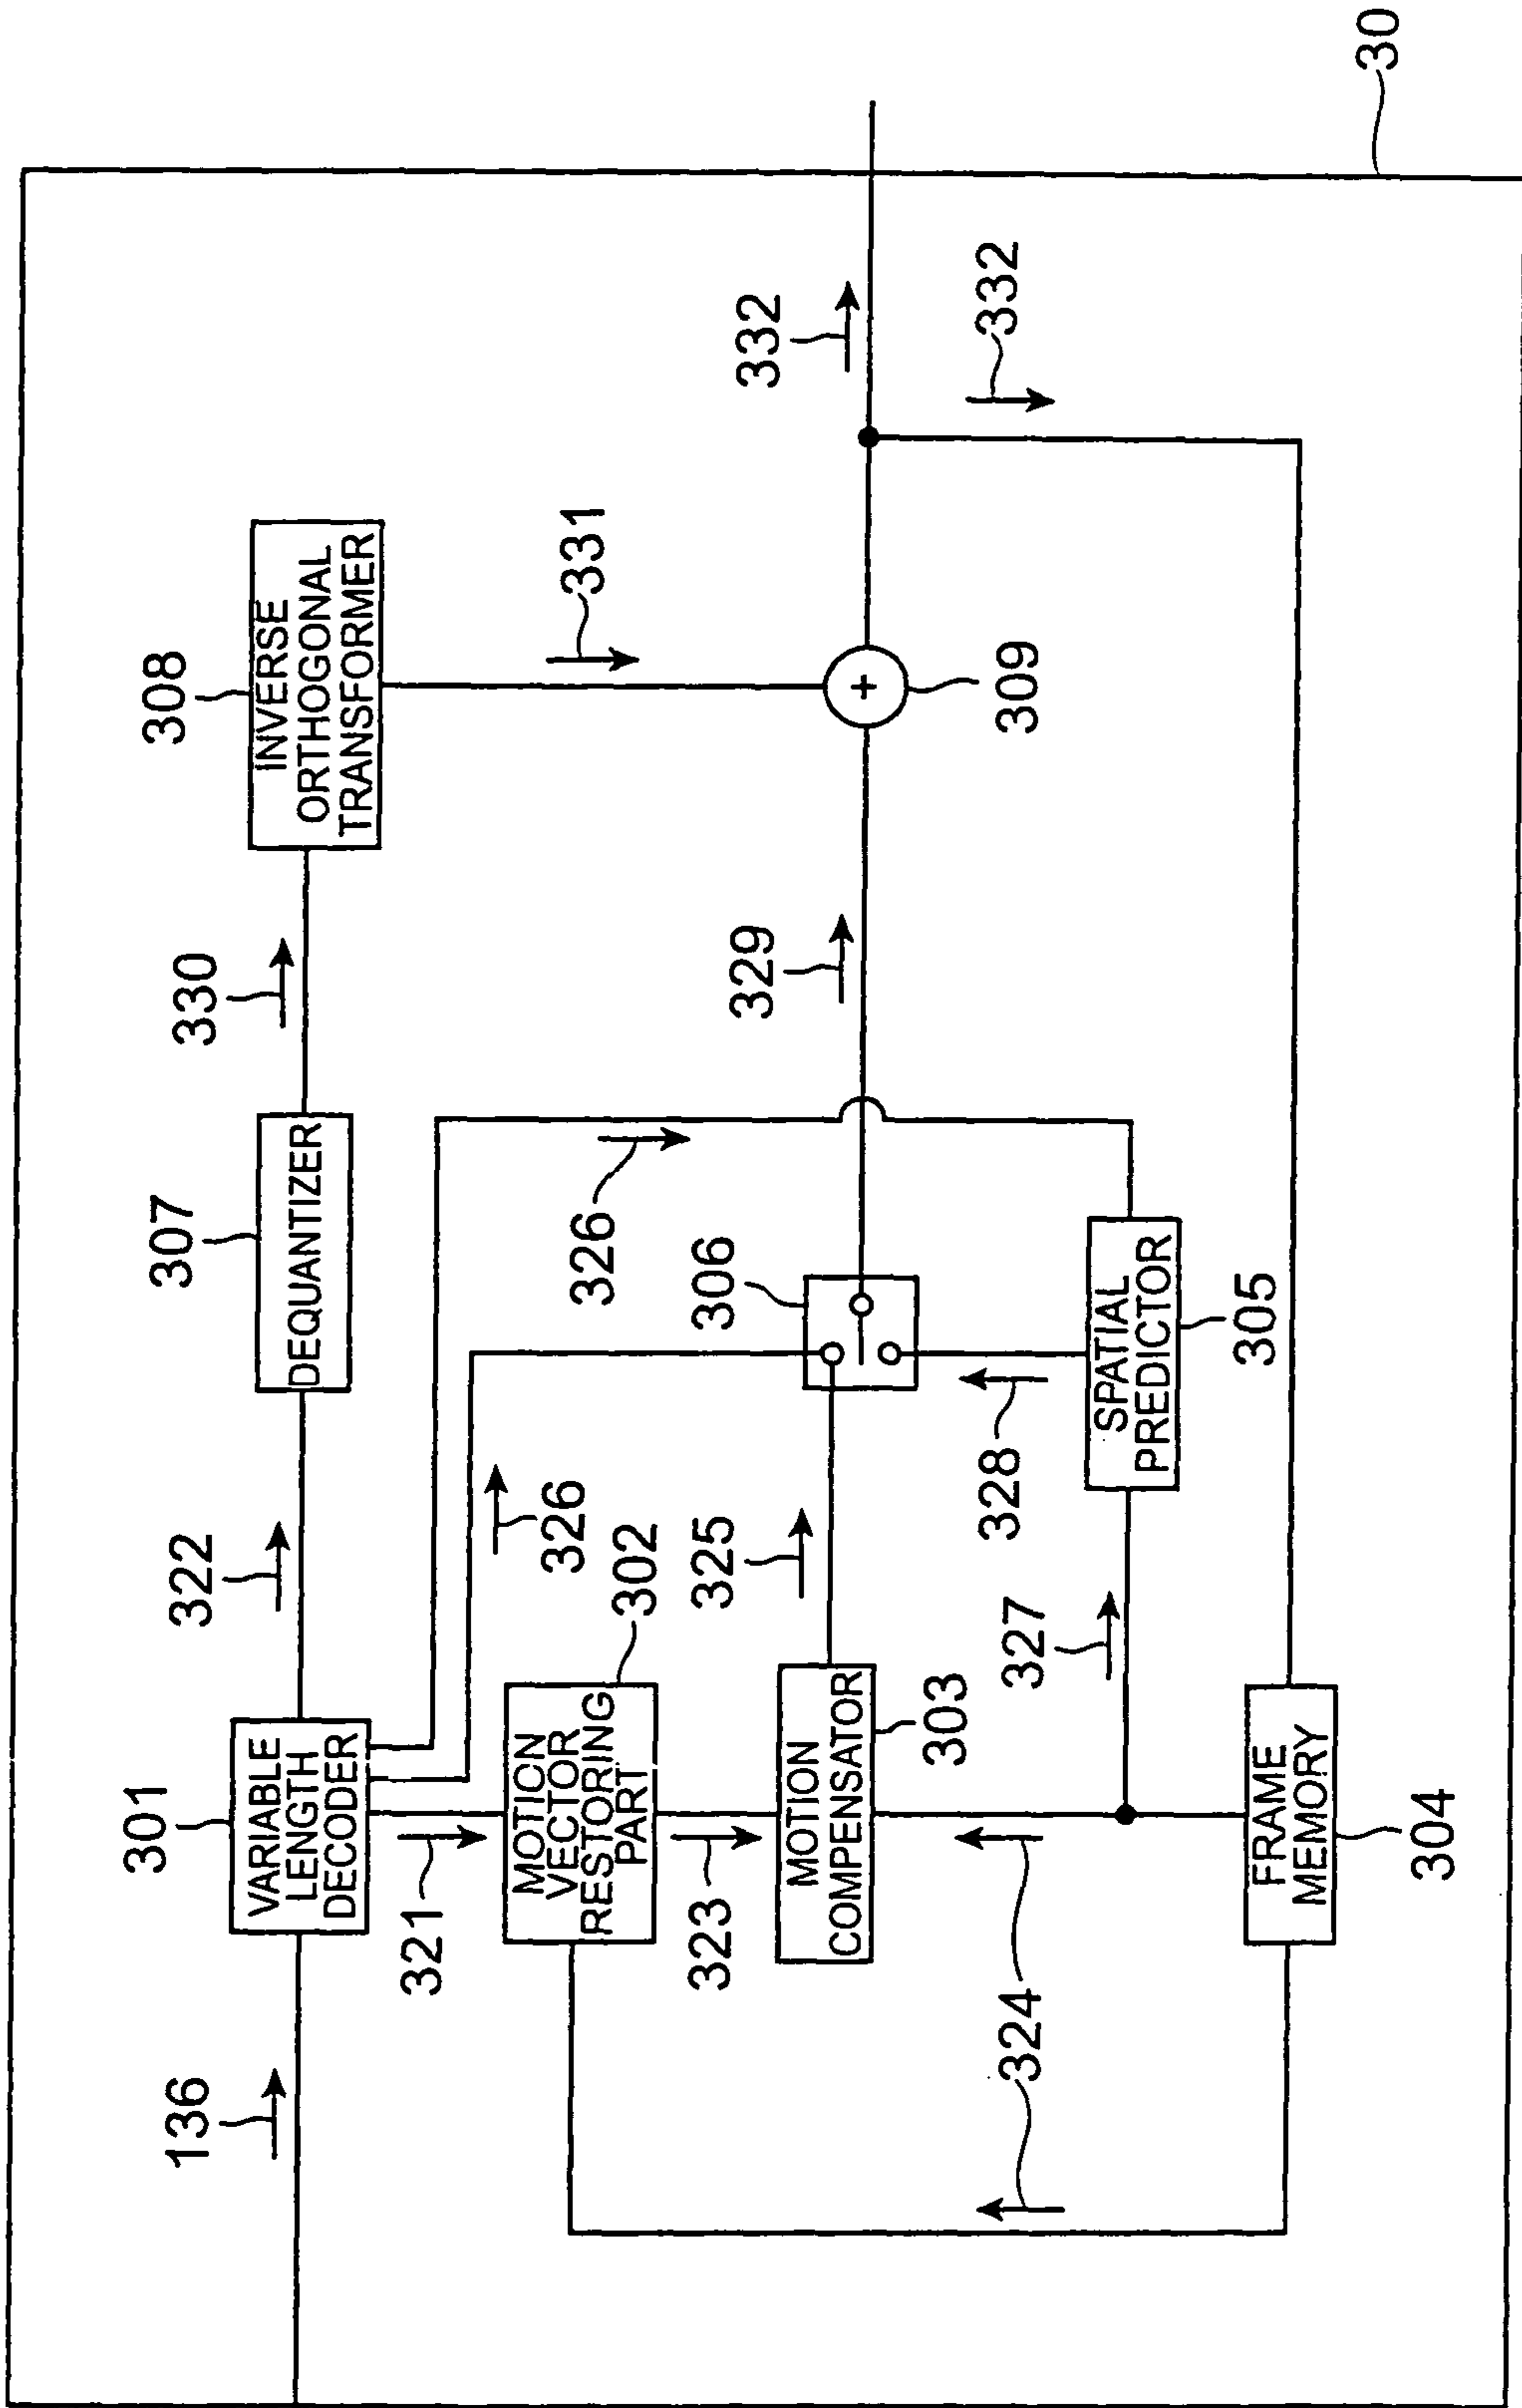 30
136
301
VARIABLE
LENGTH
DECODER
322
307
DEQUANTIZER
330
308
INVERSE
ORTHOGONAL
TRANSFORMER
331
321
326
326
302
MOTION
VECTOR
RESTORING
PART
323
303
MOTION
COMPENSATOR
325
306
329
309
+
332
332
324
327
328
305
SPATIAL
PREDICTOR
304
FRAME
MEMORY